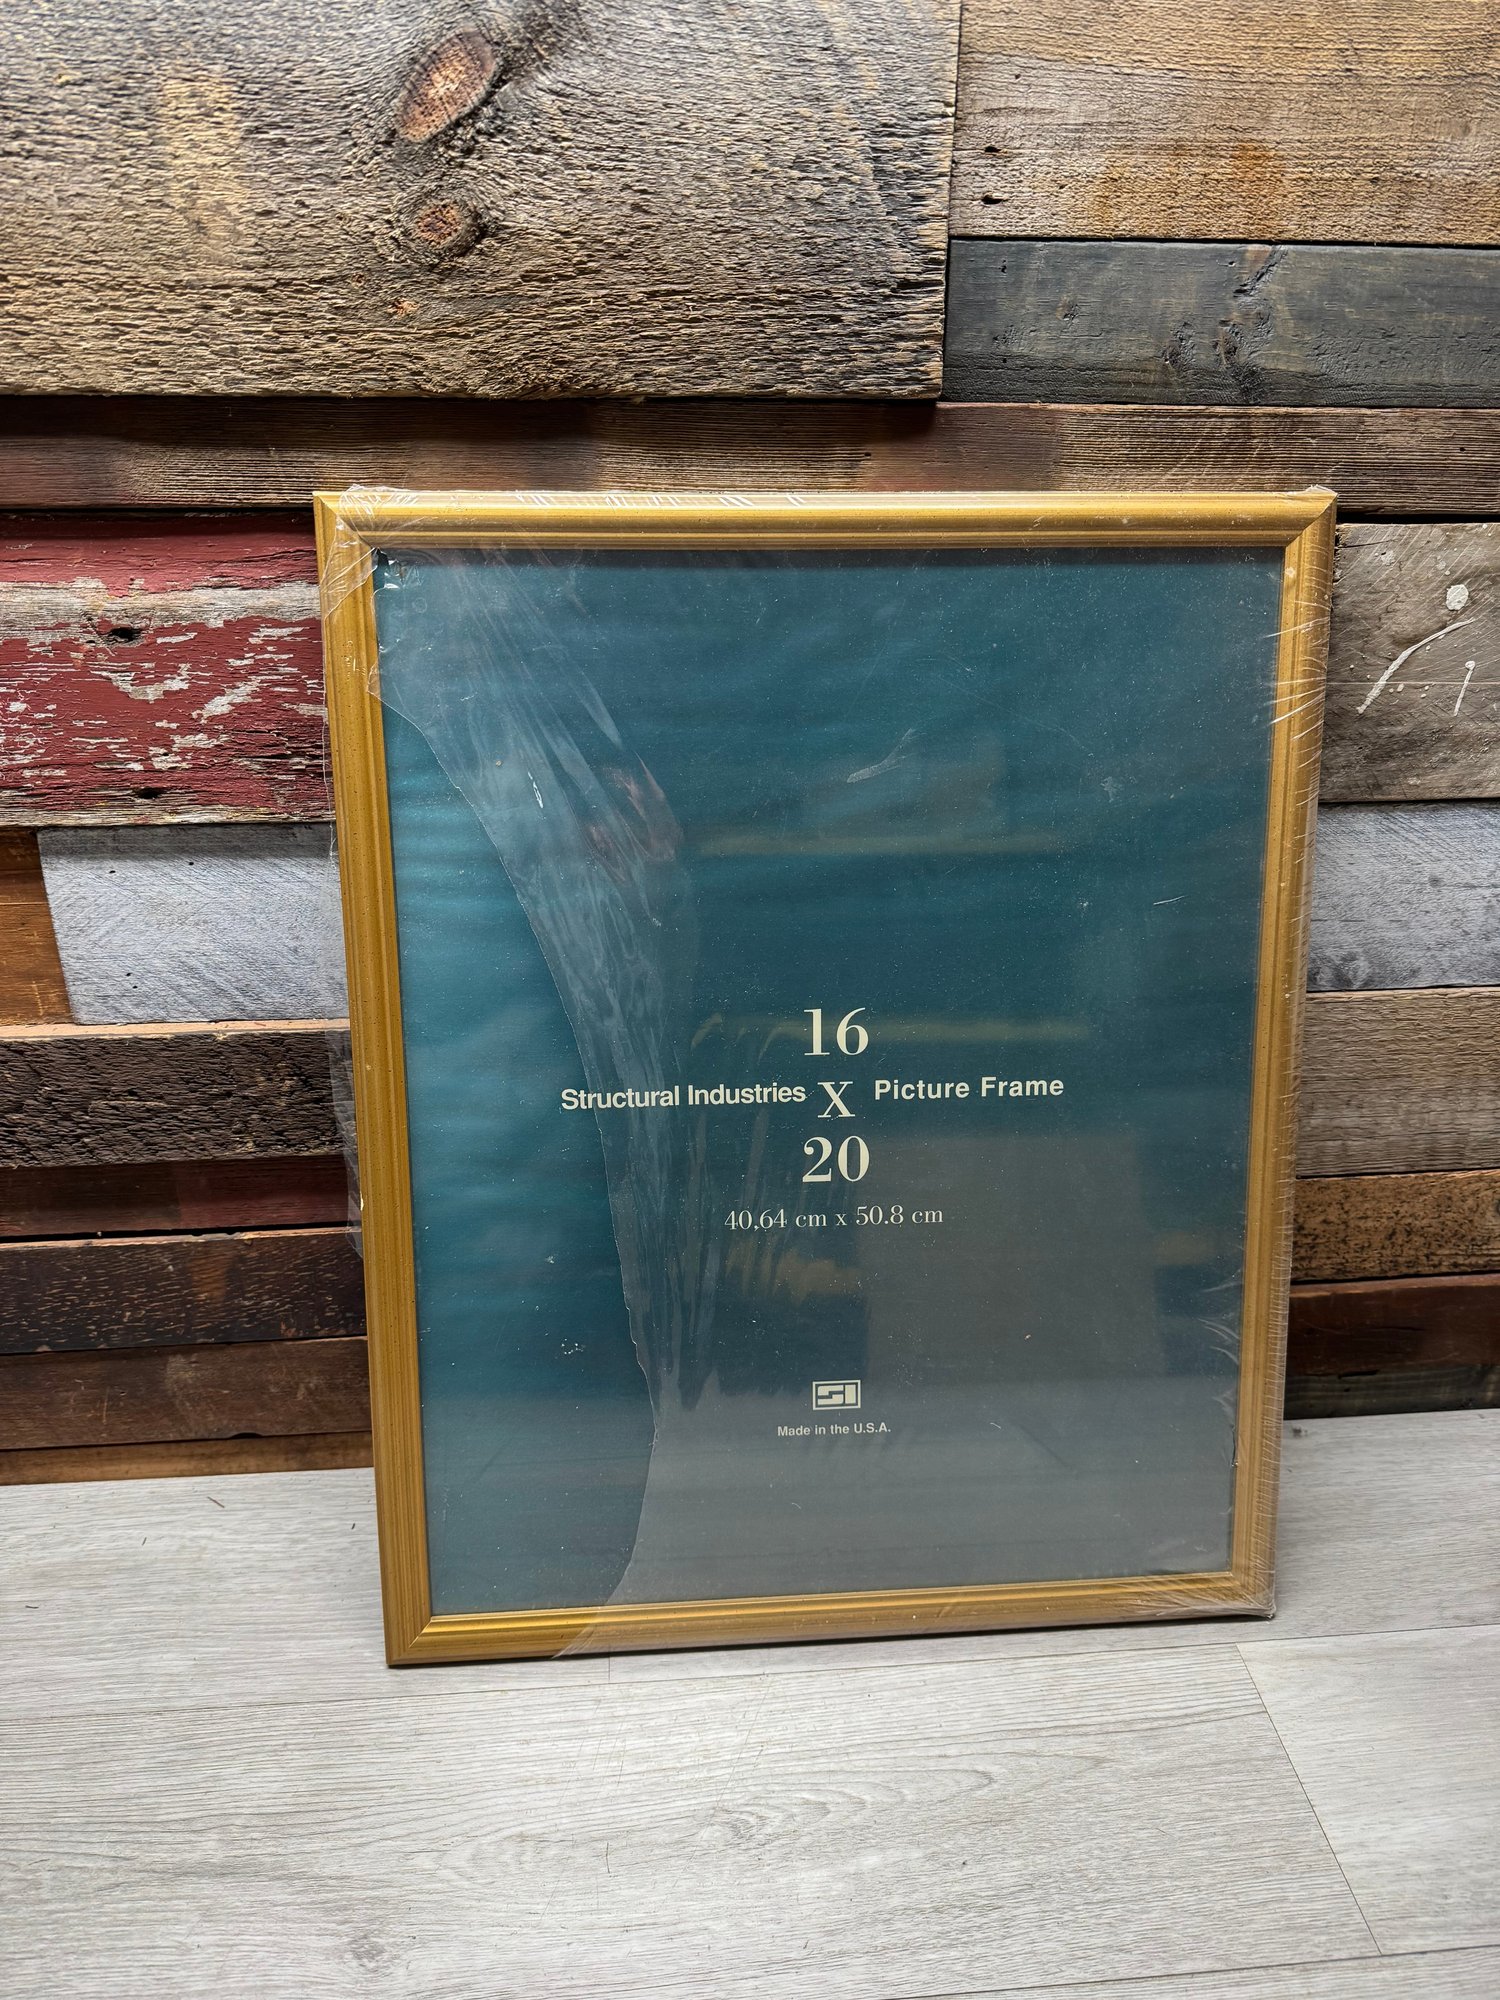 16
Structural Industries X Picture Frame
20
40,64 cm x 50.8 cm
SI
Made in the U.S.A.